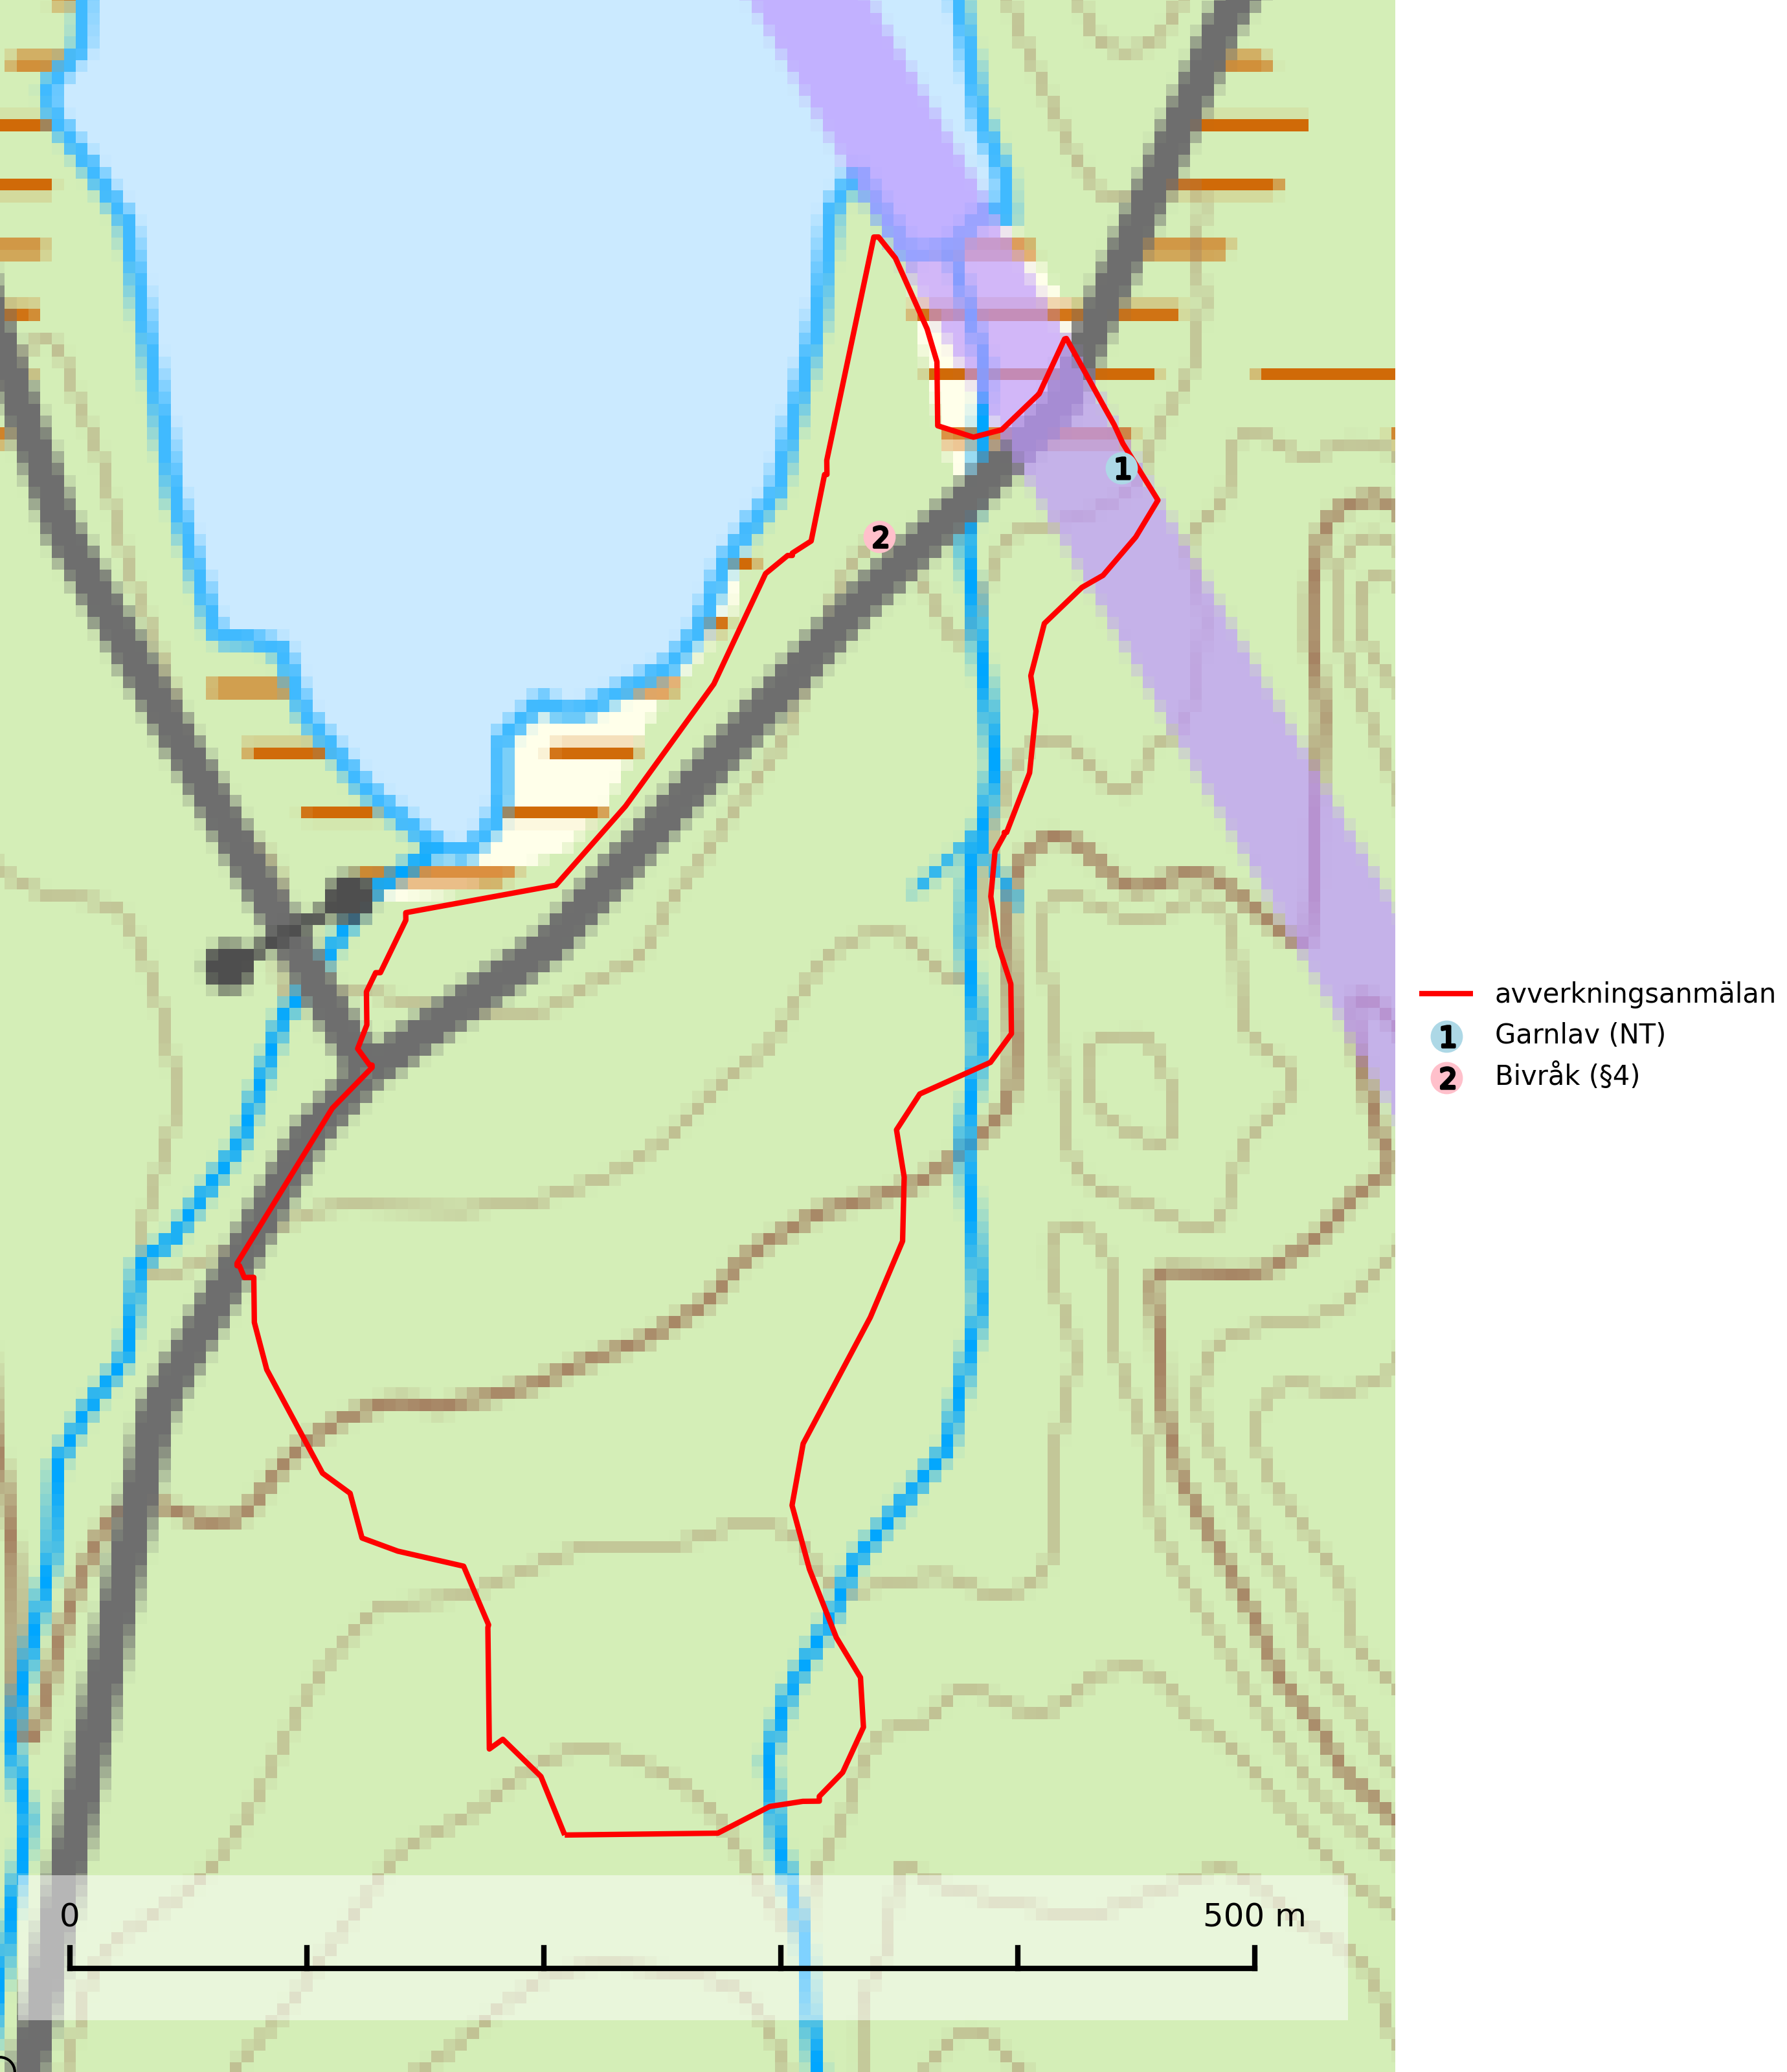 1
2
avverkningsanmälan
1 Garnlav (NT)
2 Bivråk (§4)
0 500 m